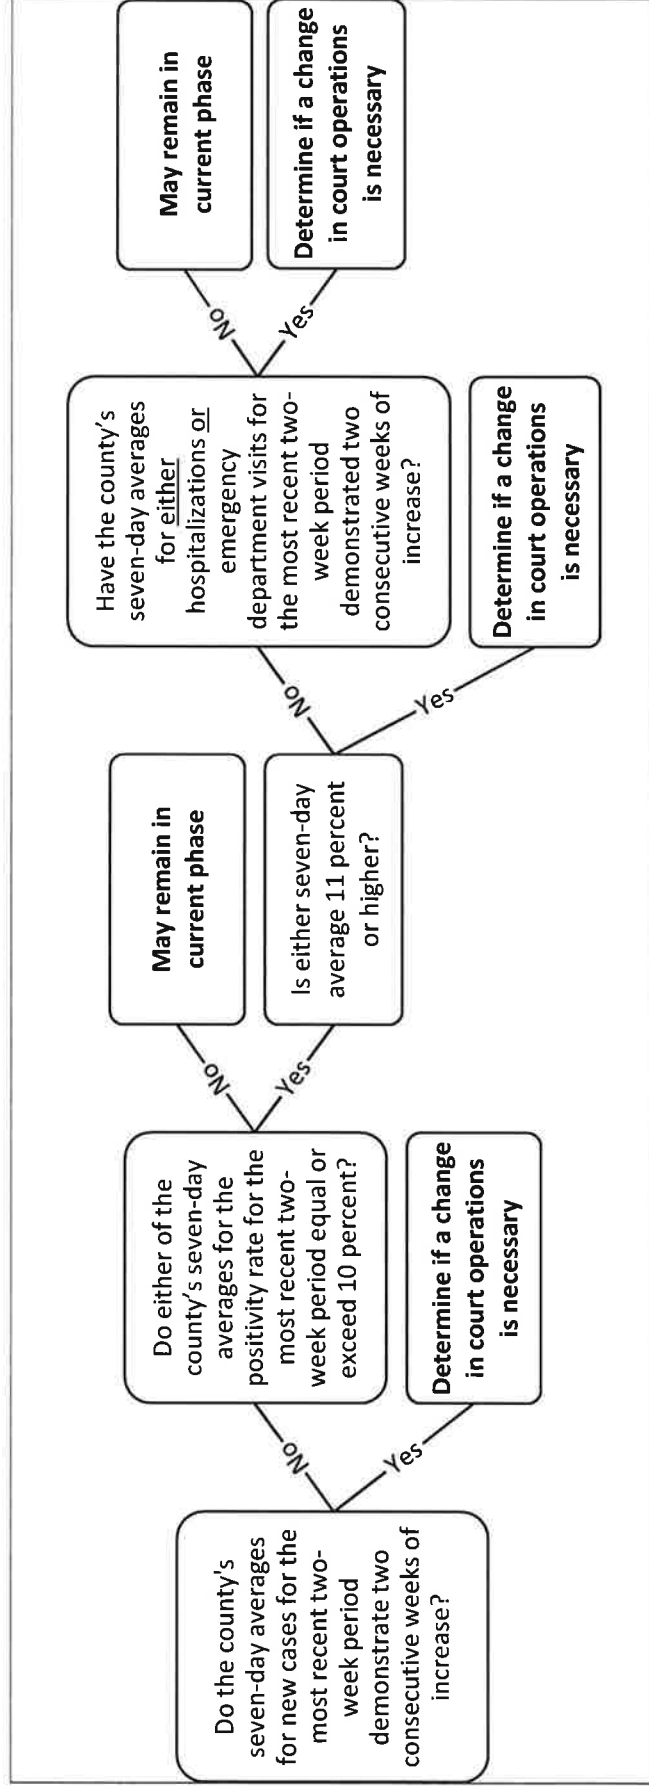 Do the county's
seven-day averages
for new cases for the
most recent two-
week period
demonstrate two
consecutive weeks of
increase?
No
Yes
Do either of the
county's seven-day
averages for the
positivity rate for the
most recent two-
week period equal or
exceed 10 percent?
Determine if a change
in court operations
is necessary
No
Yes
May remain in
current phase
Is either seven-day
average 11 percent
or higher?
No
Yes
Have the county's
seven-day averages
for either
hospitalizations or
emergency
department visits for
the most recent two-
week period
demonstrated two
consecutive weeks of
increase?
Determine if a change
in court operations
is necessary
No
Yes
May remain in
current phase
Determine if a change
in court operations
is necessary